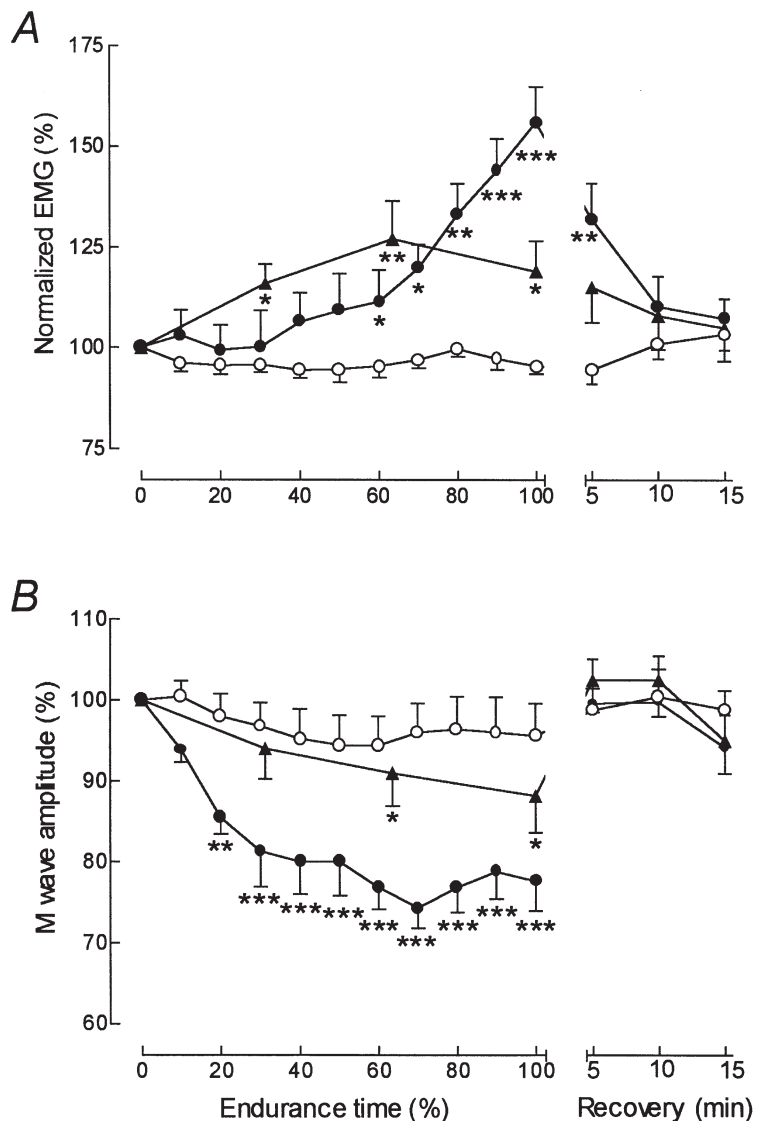 A
Normalized EMG (%)
175
150
125
100
75
***
***
**
**
**
*
*
*
*
0 20 40 60 80 100
5 10 15
B
M wave amplitude (%)
110
100
90
80
70
60
*
*
**
*** *** *** *** *** *** *** ***
0 20 40 60 80 100
5 10 15
Endurance time (%)
Recovery (min)